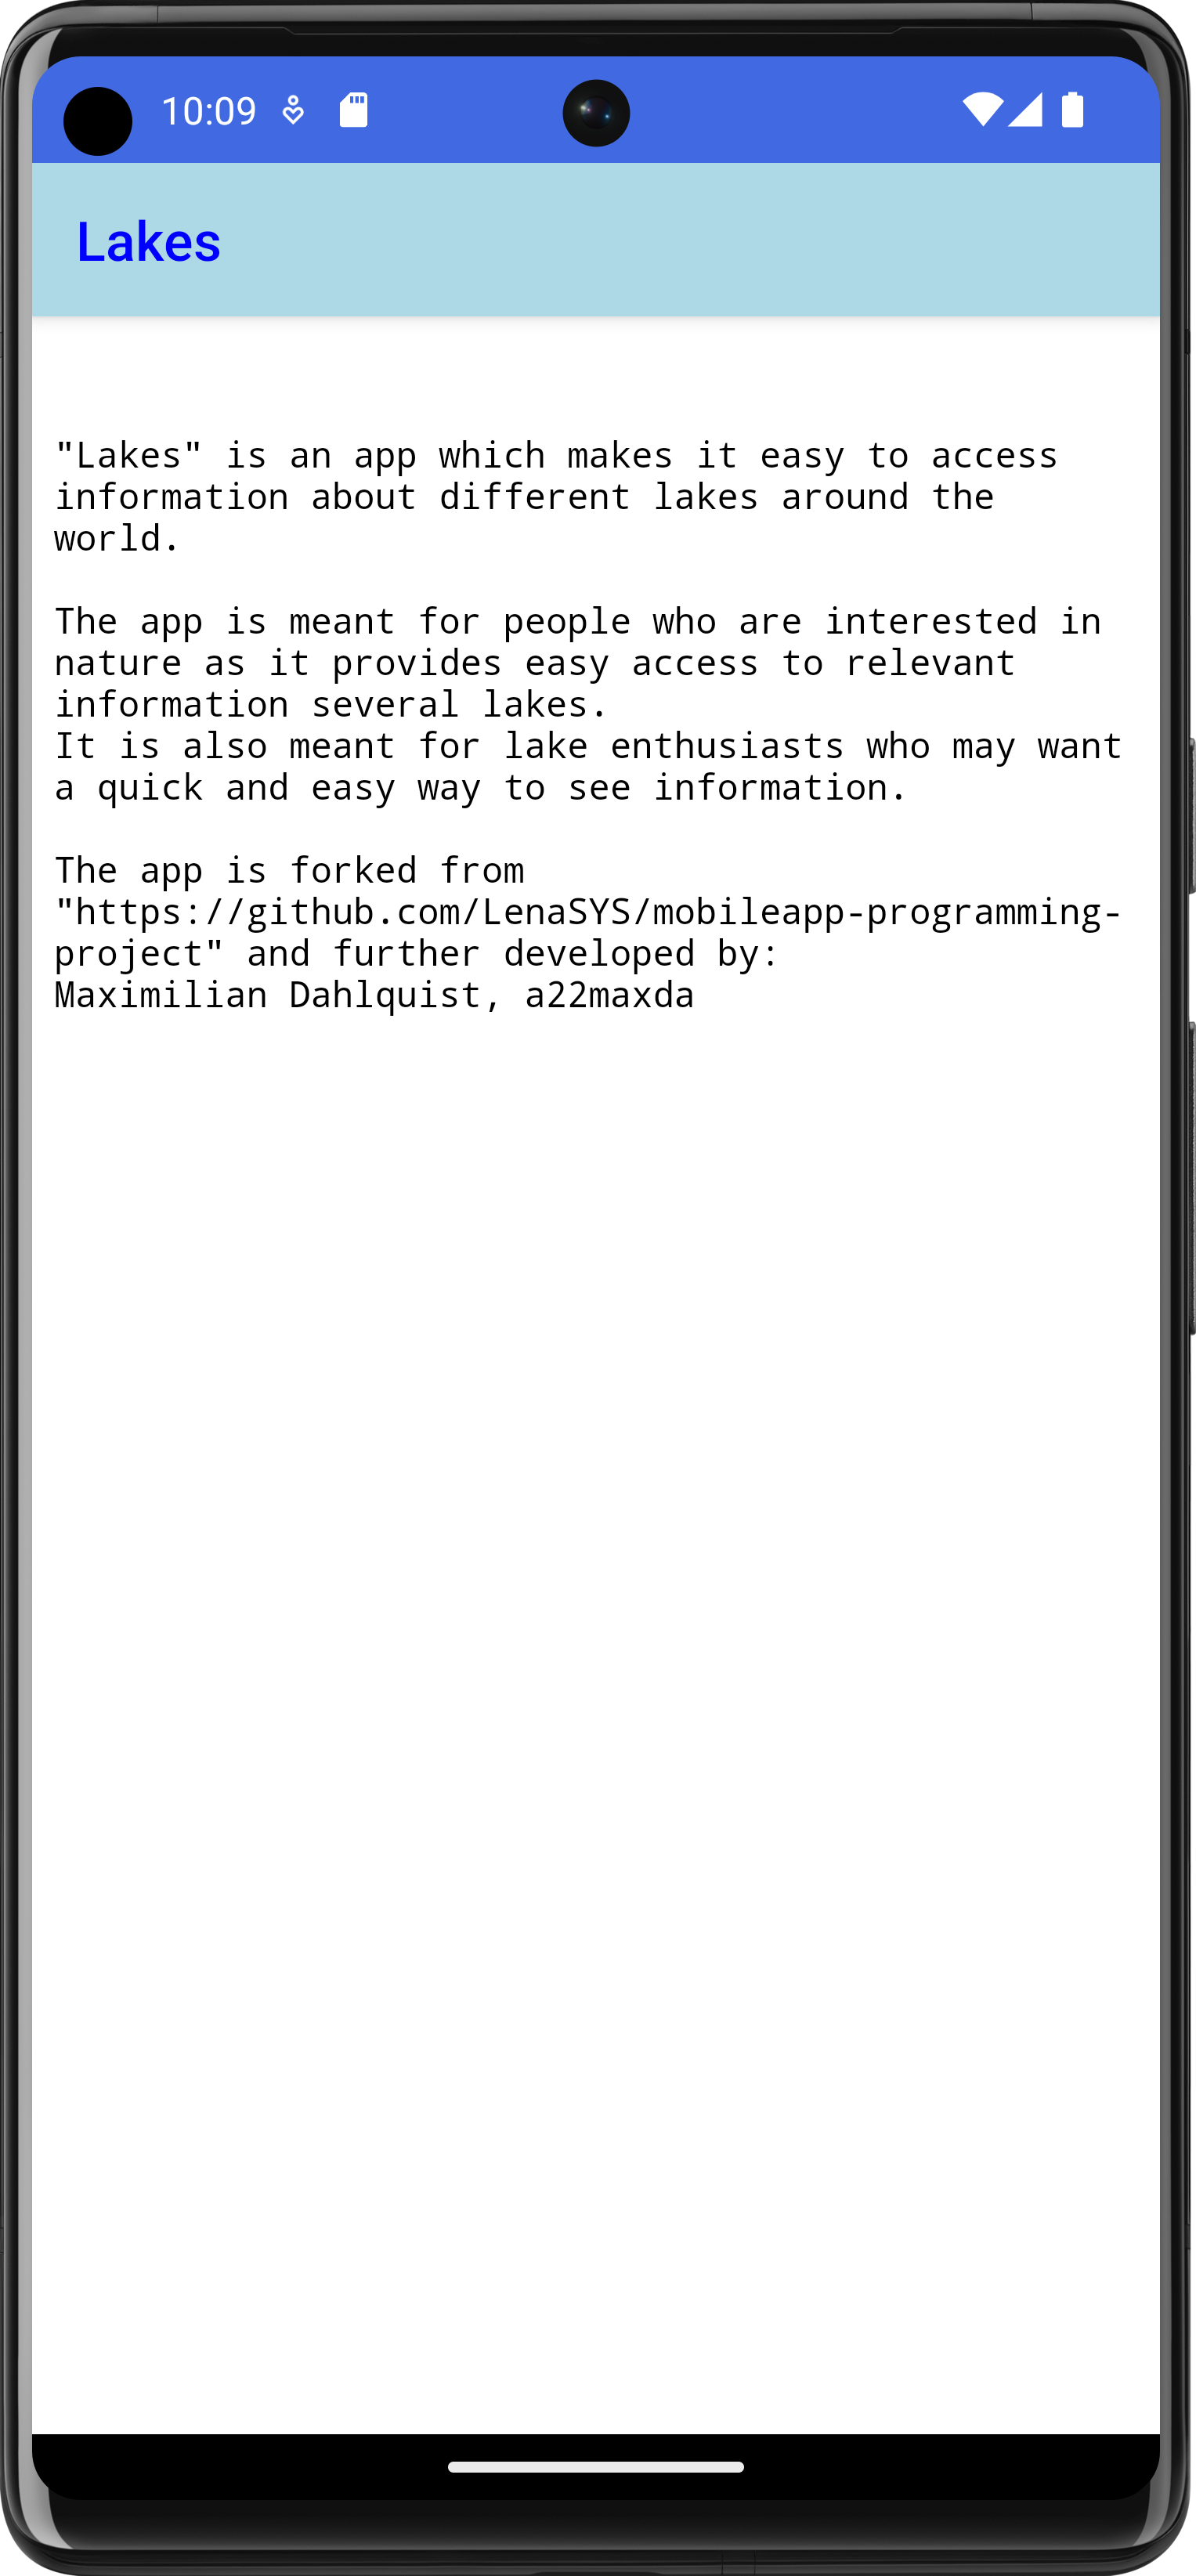 10:09
Lakes
"Lakes" is an app which makes it easy to access
information about different lakes around the
world.
The app is meant for people who are interested in
nature as it provides easy access to relevant
information several lakes.
It is also meant for lake enthusiasts who may want
a quick and easy way to see information.
The app is forked from
"https://github.com/LenaSYS/mobileapp-programming-
project" and further developed by:
Maximilian Dahlquist, a22maxda